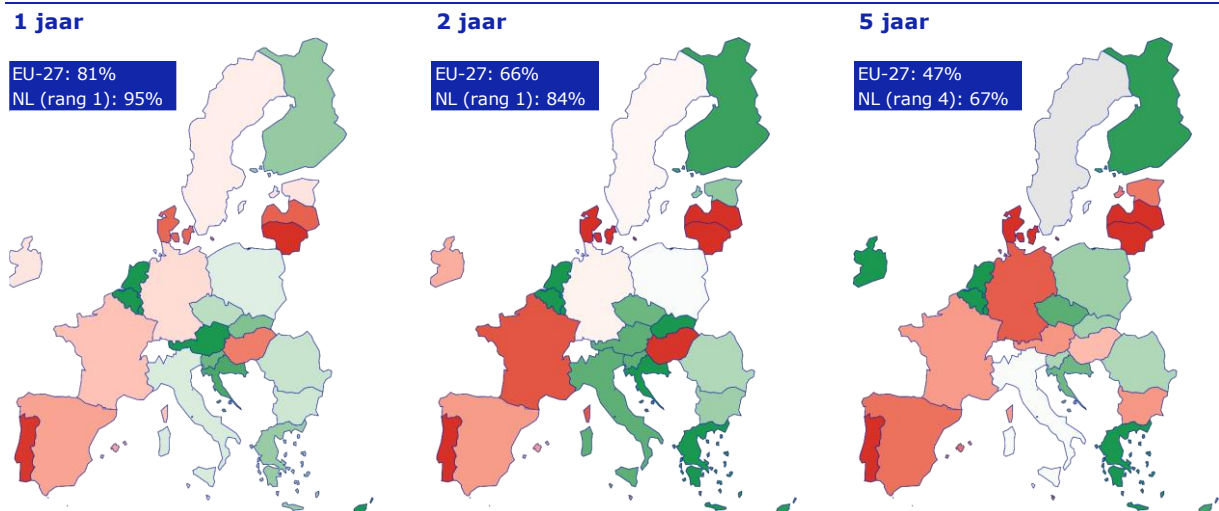 1 jaar
EU-27: 81%
NL (rang 1): 95%
2 jaar
EU-27: 66%
NL (rang 1): 84%
5 jaar
EU-27: 47%
NL (rang 4): 67%